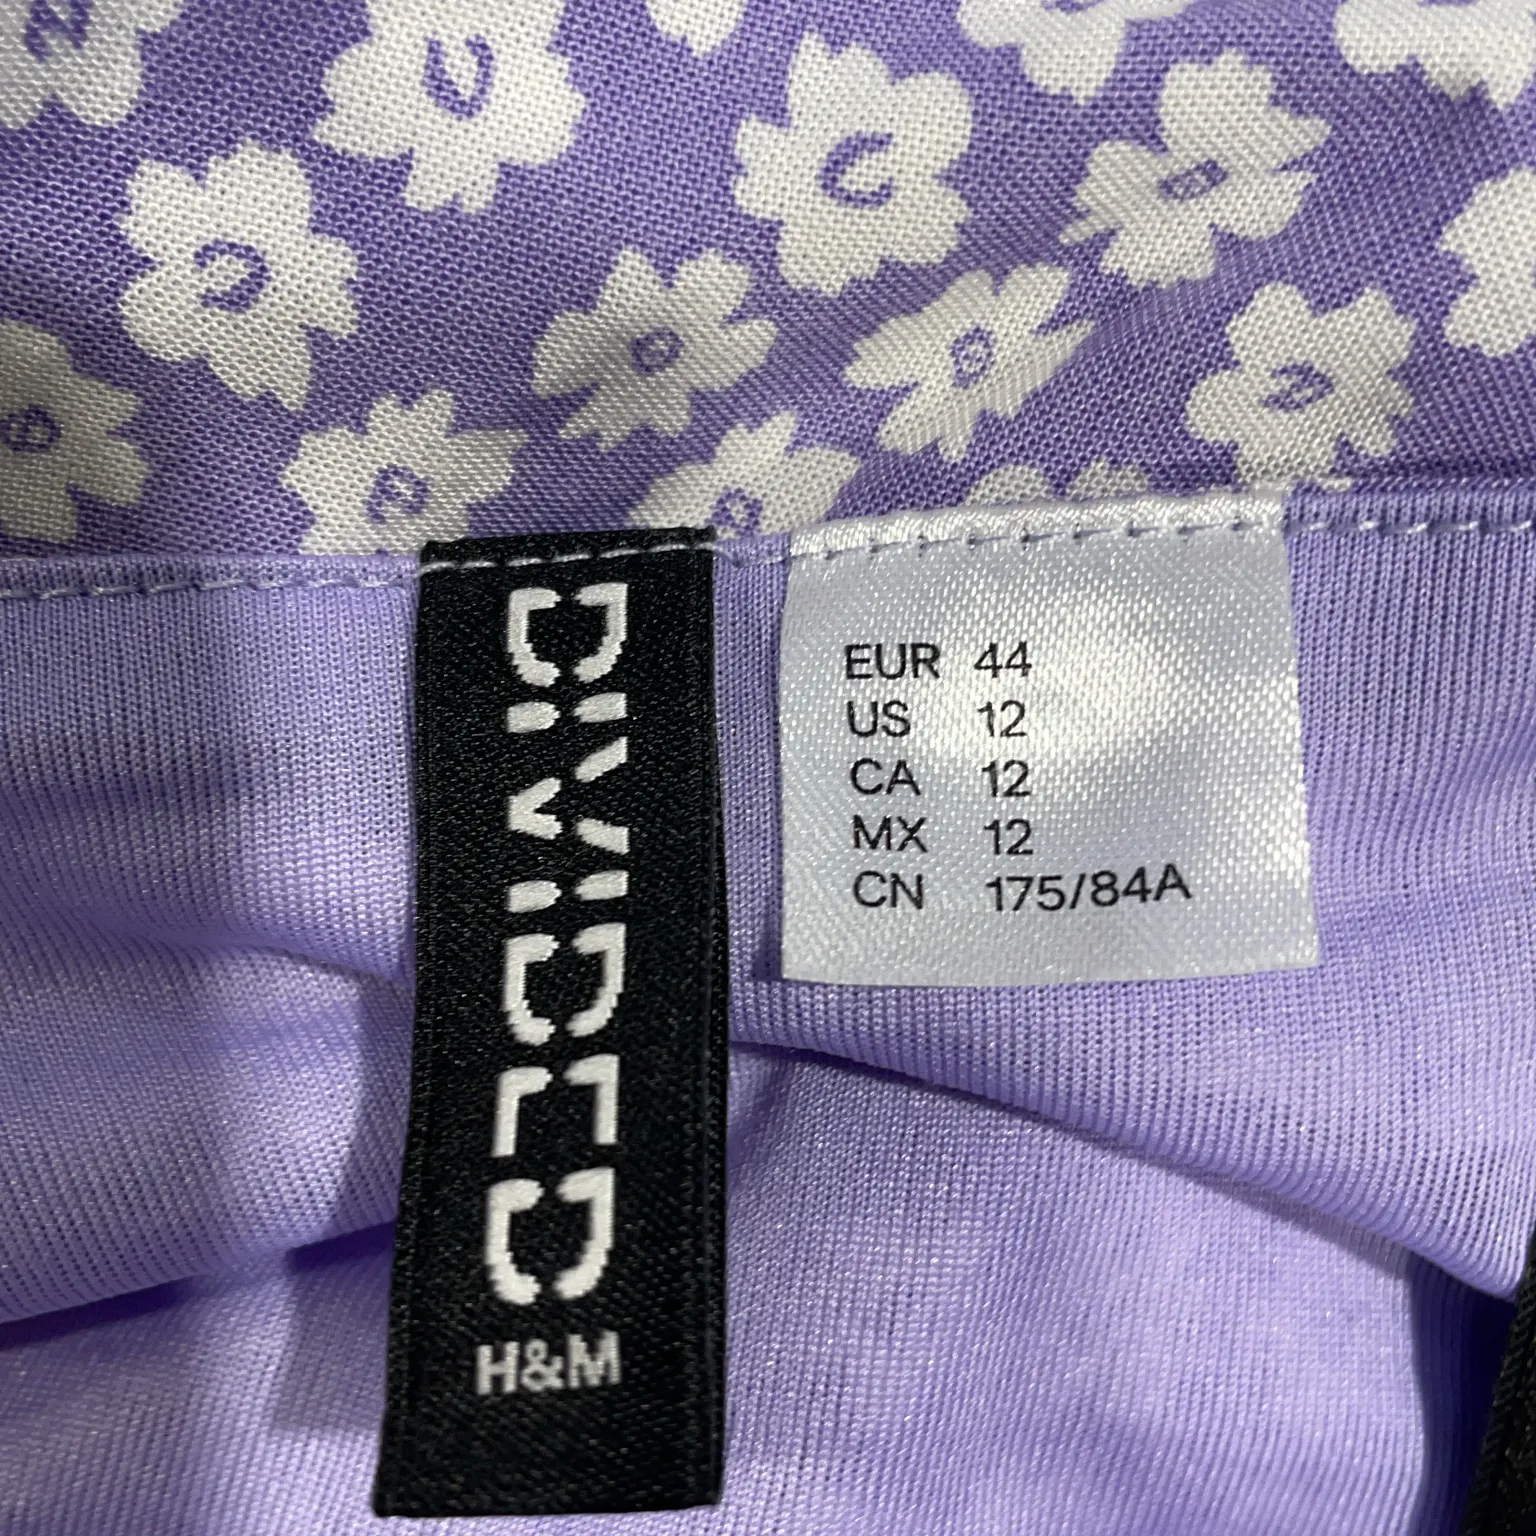 DIVIDED
H&M
EUR 44
US 12
CA 12
MX 12
CN 175/84A